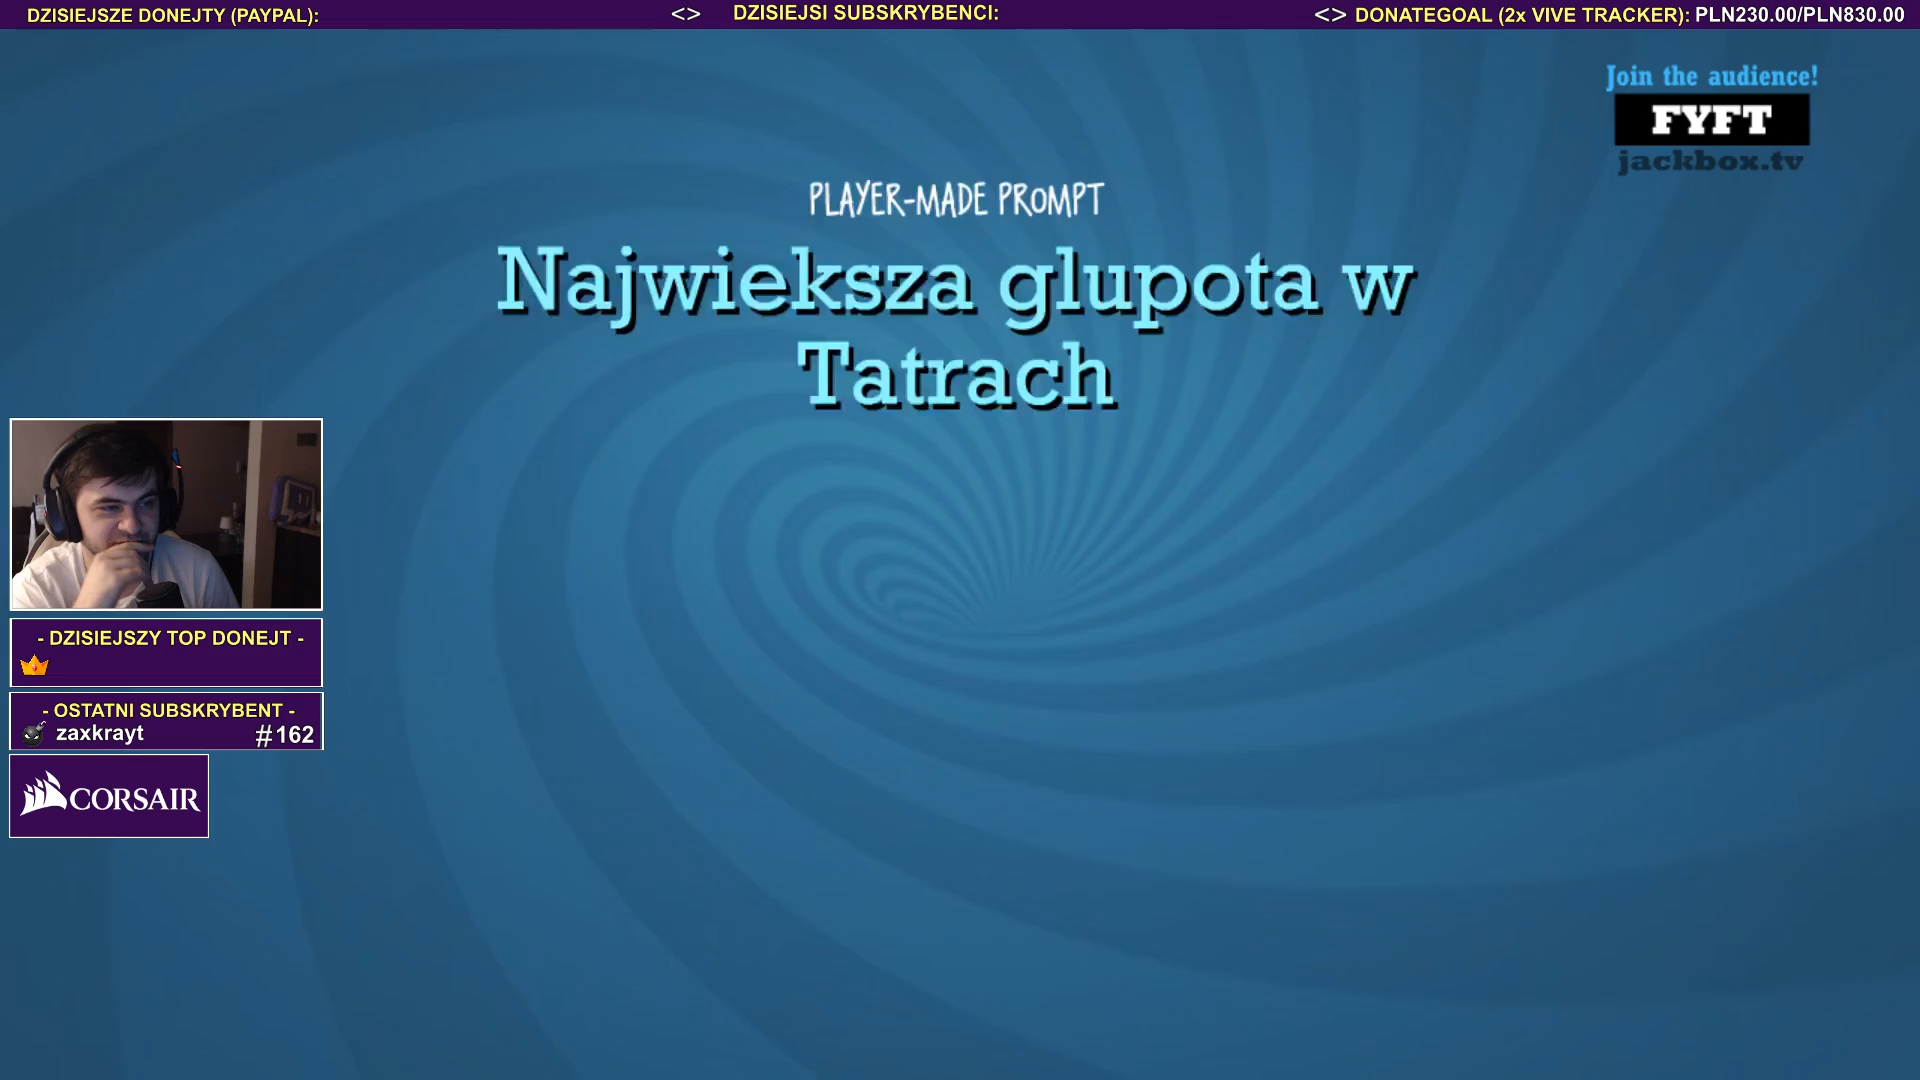 DZISIEJSZE DONEJTY (PAYPAL): <> DZISIEJSI SUBSKRYBENCI: <> DONATEGOAL (2x VIVE TRACKER): PLN230.00/PLN830.00
Join the audience!
FYFT
jackbox.tv
PLAYER-MADE PROMPT
Najwieksza glupota w
Tatrach
- DZISIEJSZY TOP DONEJT -
- OSTATNI SUBSKRYBENT -
zaxkrayt #162
CORSAIR